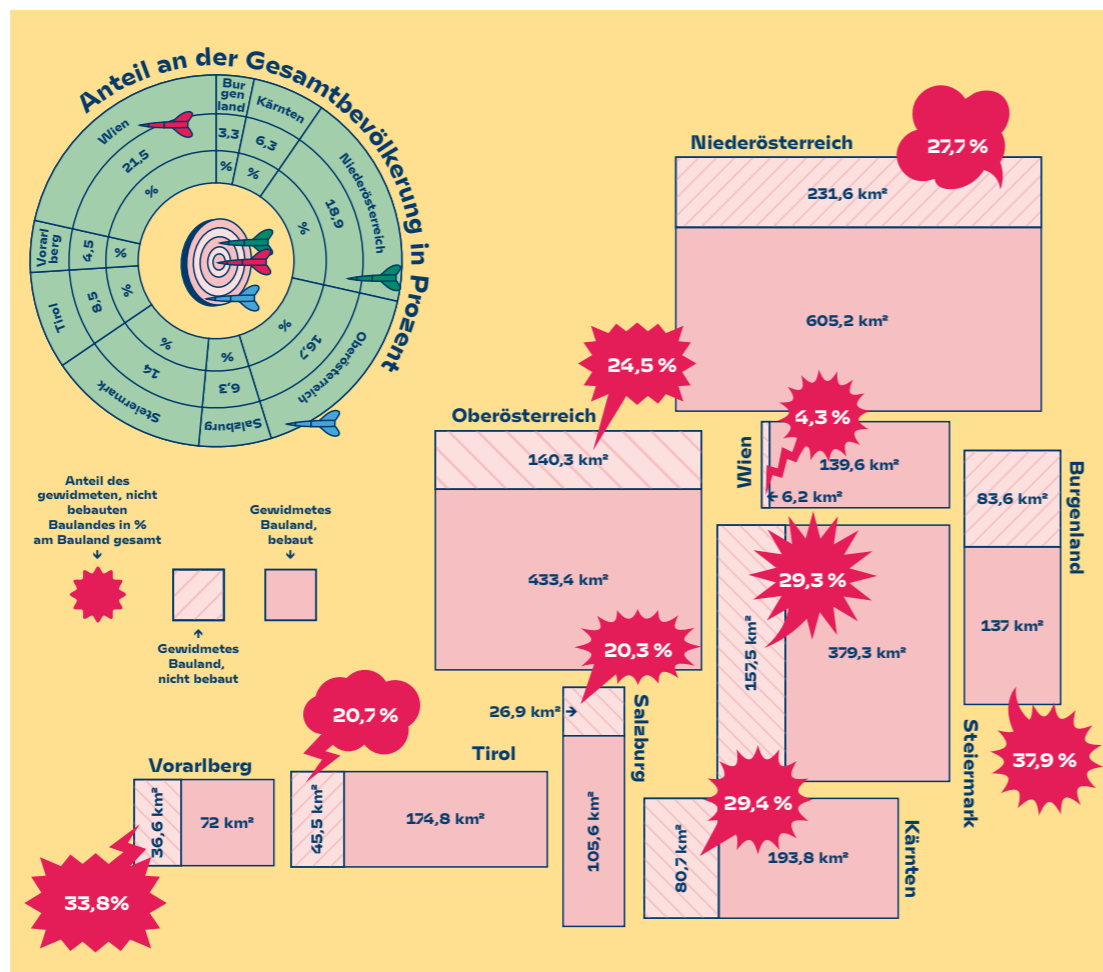 Anteil an der Gesamtbevölkerung in Prozent
Bur
gen
land
3,3
%
Kärnten
6,3
%
Niederösterreich
18,9
%
Oberösterreich
16,7
%
Salzburg
6,3
%
Steiermark
14
%
Tirol
8,5
%
Vorarl
berg
4,5
%
Wien
21,5
%
Anteil des
gewidmeten, nicht
bebauten
Baulandes in %
am Bauland gesamt
↓
Gewidmetes
Bauland,
bebaut
↓
↑
Gewidmetes
Bauland,
nicht bebaut
Niederösterreich
27,7 %
231,6 km²
605,2 km²
Oberösterreich
24,5 %
140,3 km²
433,4 km²
Wien
4,3 %
139,6 km²
← 6,2 km²
Burgenland
83,6 km²
137 km²
37,9 %
Steiermark
29,3 %
157,5 km²
379,3 km²
Salzburg
20,3 %
26,9 km² →
105,6 km²
Tirol
20,7 %
45,5 km²
174,8 km²
Vorarlberg
36,6 km²
72 km²
33,8%
Kärnten
29,4 %
80,7 km²
193,8 km²